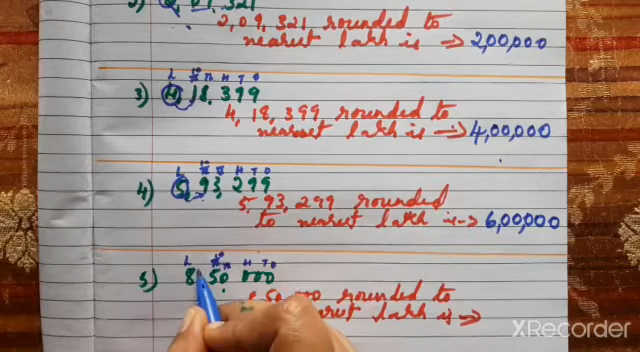 2,09,321 rounded to
nearest lakh is → 2,00,000
L TTh Th H T O
3) 4,18,399
4,18,399 rounded to
nearest lakh is → 4,00,000
L TTh Th H T O
4) 5,93,299
5,93,299 rounded
to nearest lakh is → 6,00,000
L TTh Th H T O
5) 8 50 000
50,000 rounded to
lakh is →
XRecorder